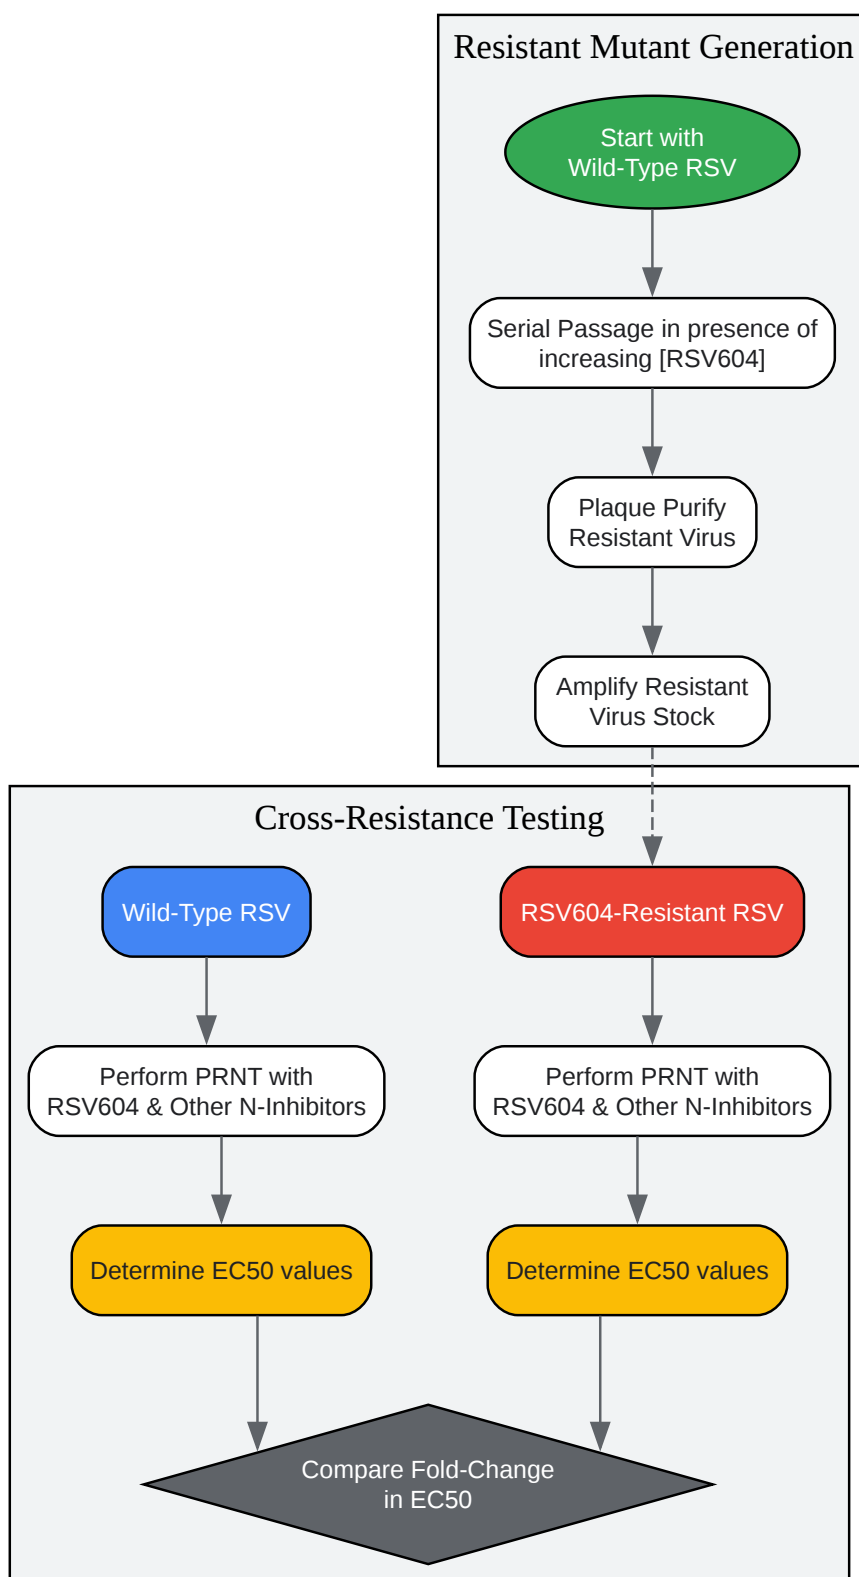 Resistant Mutant Generation
Start with
Wild-Type RSV
Serial Passage in presence of
increasing [RSV604]
Plaque Purify
Resistant Virus
Amplify Resistant
Virus Stock
Cross-Resistance Testing
Wild-Type RSV
RSV604-Resistant RSV
Perform PRNT with
RSV604 & Other N-Inhibitors
Perform PRNT with
RSV604 & Other N-Inhibitors
Determine EC50 values
Determine EC50 values
Compare Fold-Change
in EC50